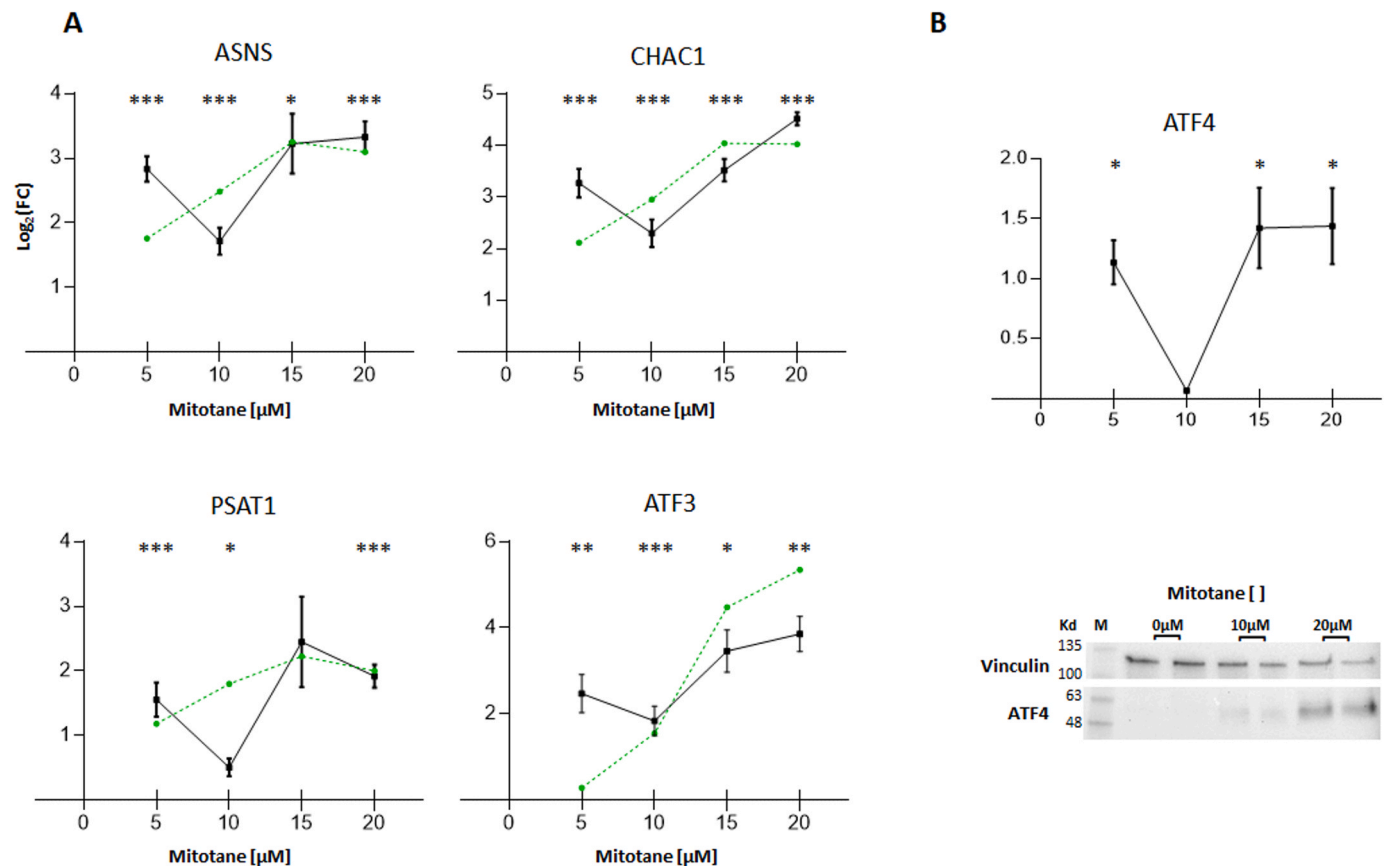 A
B
ASNS
4
3
2
1
Log₂(FC)
*** *** * ***
0 5 10 15 20
Mitotane [µM]
CHAC1
5
4
3
2
1
*** *** *** ***
0 5 10 15 20
Mitotane [µM]
ATF4
2.0
1.5
1.0
0.5
* * *
0 5 10 15 20
PSAT1
4
3
2
1
*** * ***
0 5 10 15 20
Mitotane [µM]
ATF3
6
4
2
** *** * **
0 5 10 15 20
Mitotane [µM]
Mitotane [ ]
Kd M 0µM 10µM 20µM
135
Vinculin
100
63
ATF4
48